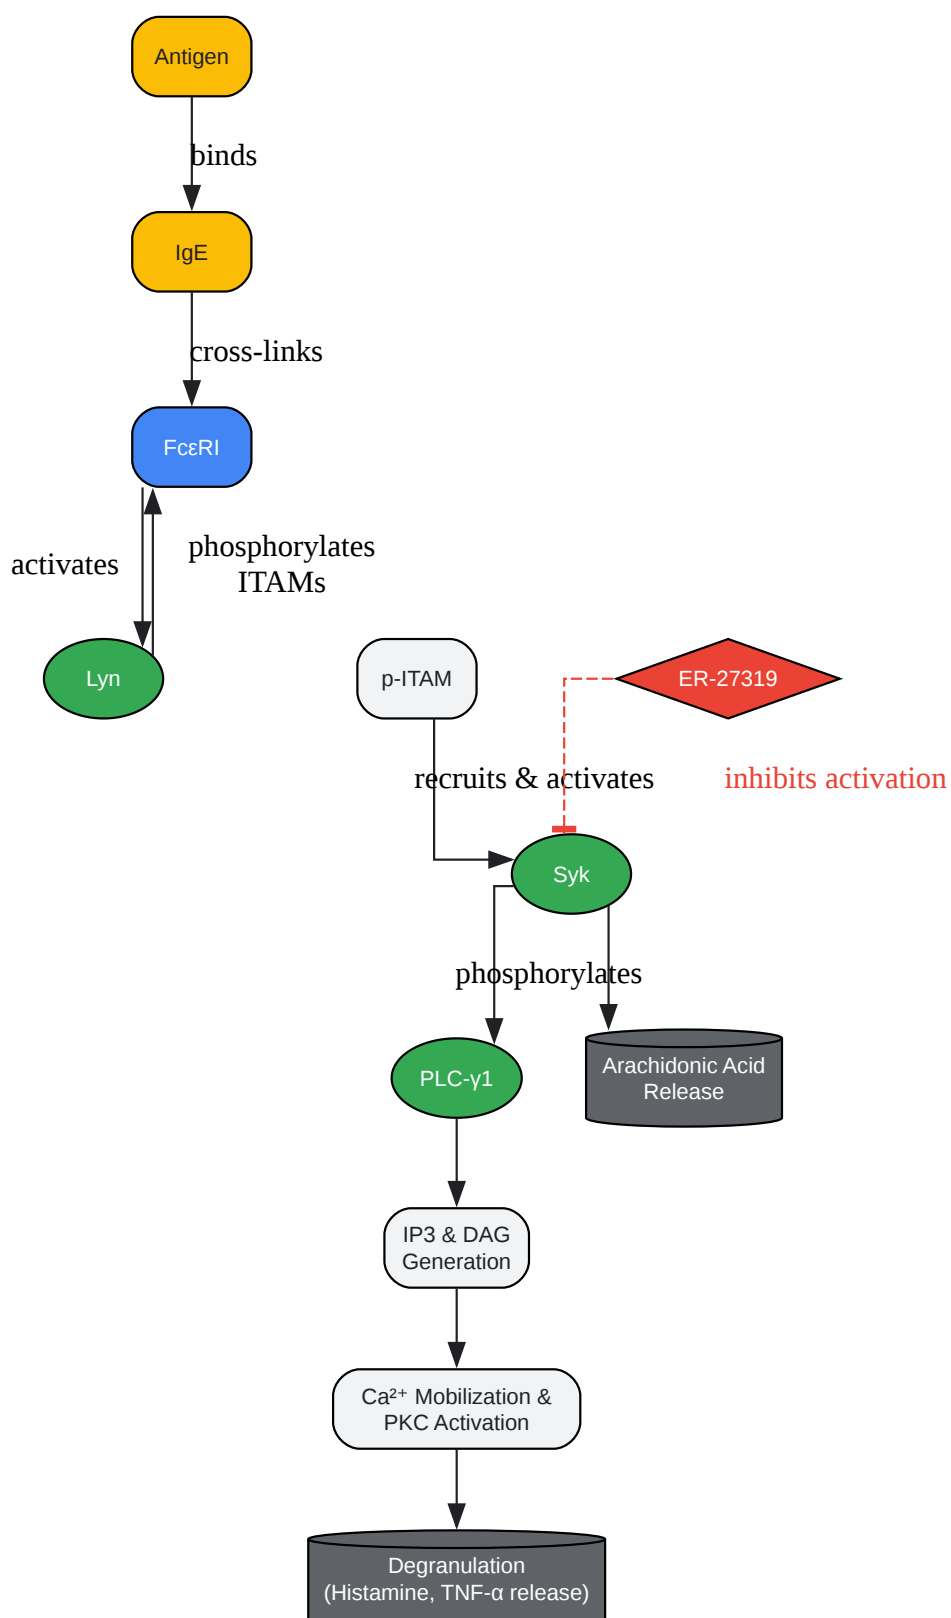 Antigen
binds
IgE
cross-links
FcεRI
activates
phosphorylates
ITAMs
Lyn
p-ITAM
ER-27319
recruits & activates
inhibits activation
Syk
phosphorylates
PLC-γ1
Arachidonic Acid
Release
IP3 & DAG
Generation
Ca²⁺ Mobilization &
PKC Activation
Degranulation
(Histamine, TNF-α release)